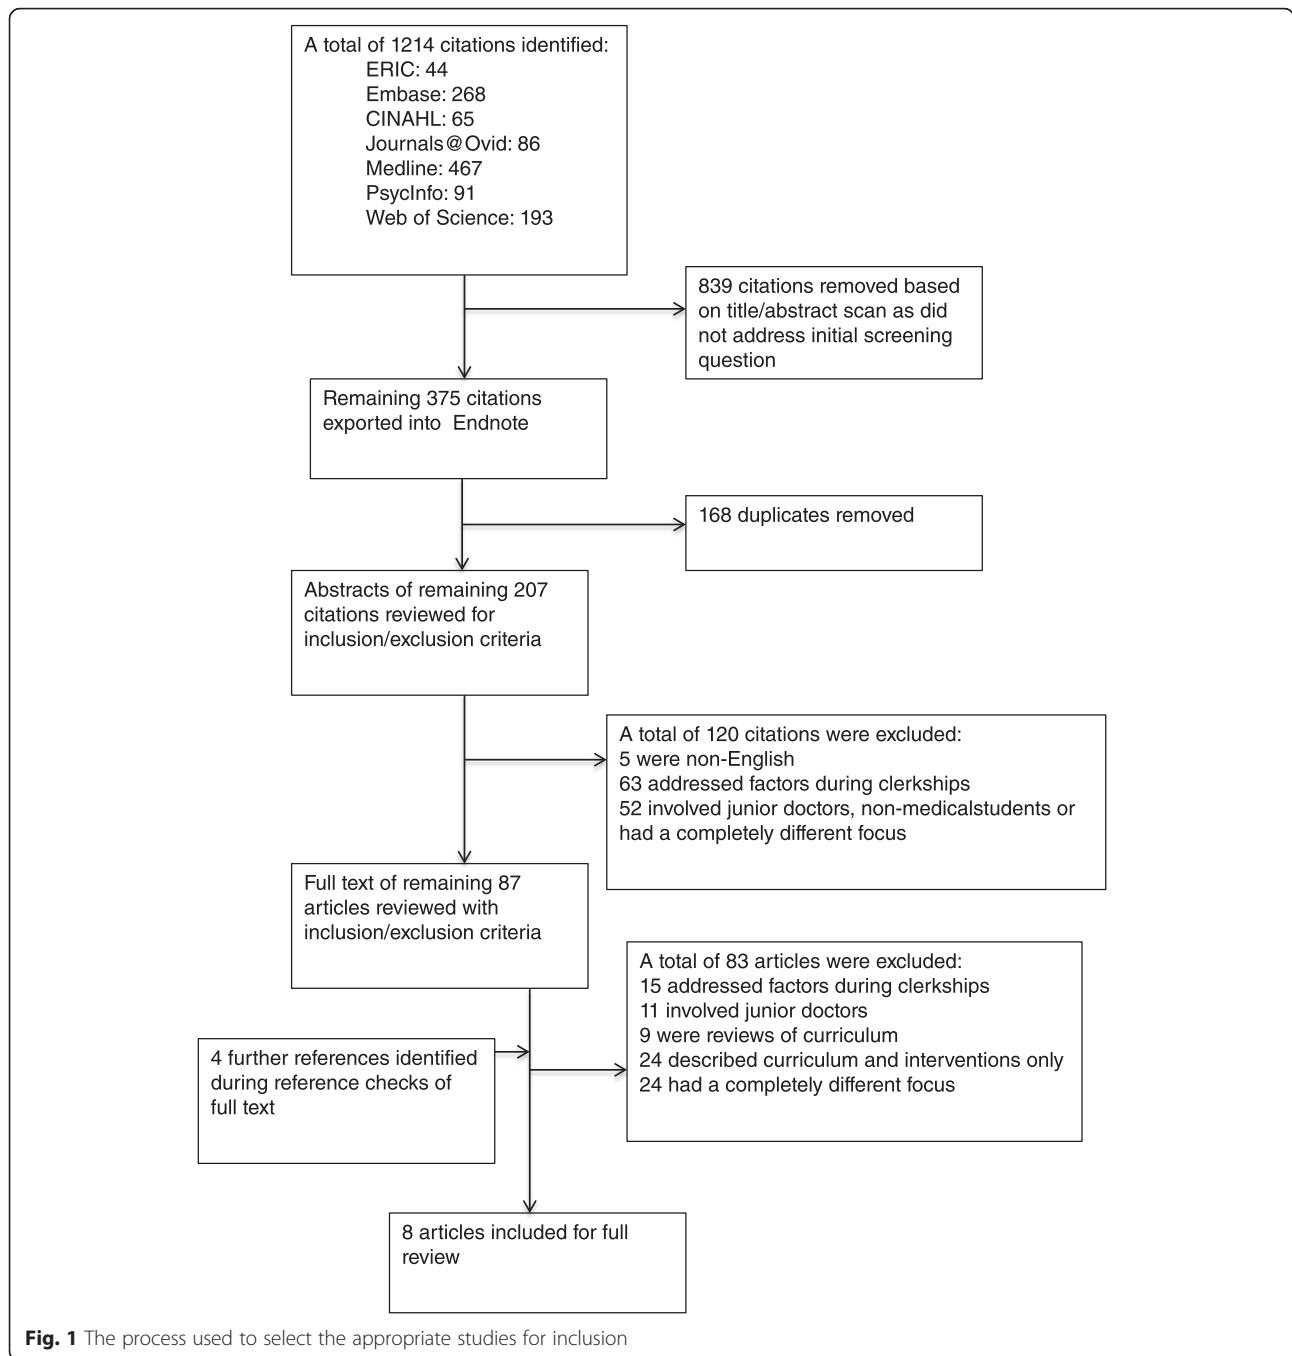 A total of 1214 citations identified:
ERIC: 44
Embase: 268
CINAHL: 65
Journals@Ovid: 86
Medline: 467
PsycInfo: 91
Web of Science: 193
839 citations removed based
on title/abstract scan as did
not address initial screening
question
Remaining 375 citations
exported into Endnote
168 duplicates removed
Abstracts of remaining 207
citations reviewed for
inclusion/exclusion criteria
A total of 120 citations were excluded:
5 were non-English
63 addressed factors during clerkships
52 involved junior doctors, non-medicalstudents or
had a completely different focus
Full text of remaining 87
articles reviewed with
inclusion/exclusion criteria
A total of 83 articles were excluded:
15 addressed factors during clerkships
11 involved junior doctors
9 were reviews of curriculum
24 described curriculum and interventions only
24 had a completely different focus
4 further references identified
during reference checks of
full text
8 articles included for full
review
Fig. 1 The process used to select the appropriate studies for inclusion